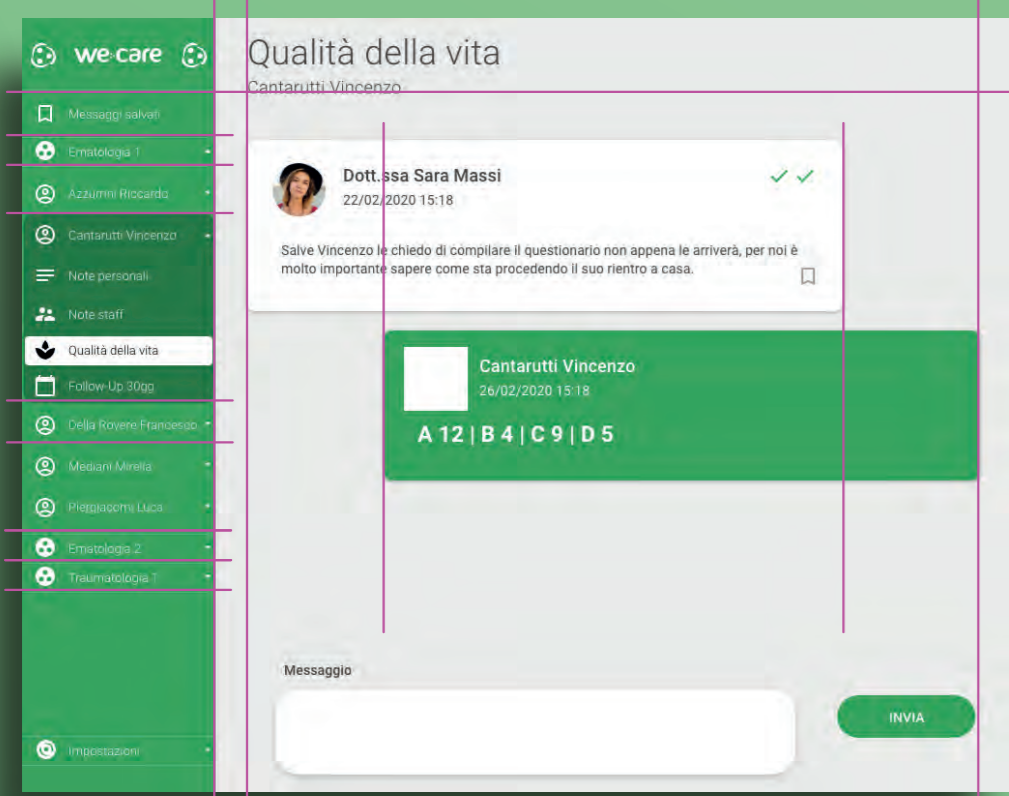 we care
Messaggi salvati
Ematologia 1
Azzurrini Riccardo
Cantarutti Vincenzo
Note personali
Note staff
Qualità della vita
Follow-Up 30gg
Della Rovere Francesco
Mediani Mirella
Piergiacomi Luca
Ematologia 2
Traumatologia 1
Impostazioni
Qualità della vita
Cantarutti Vincenzo
Dott.ssa Sara Massi
22/02/2020 15:18
Salve Vincenzo le chiedo di compilare il questionario non appena le arriverà, per noi è
molto importante sapere come sta procedendo il suo rientro a casa.
Cantarutti Vincenzo
26/02/2020 15:18
A 12 | B 4 | C 9 | D 5
Messaggio
INVIA